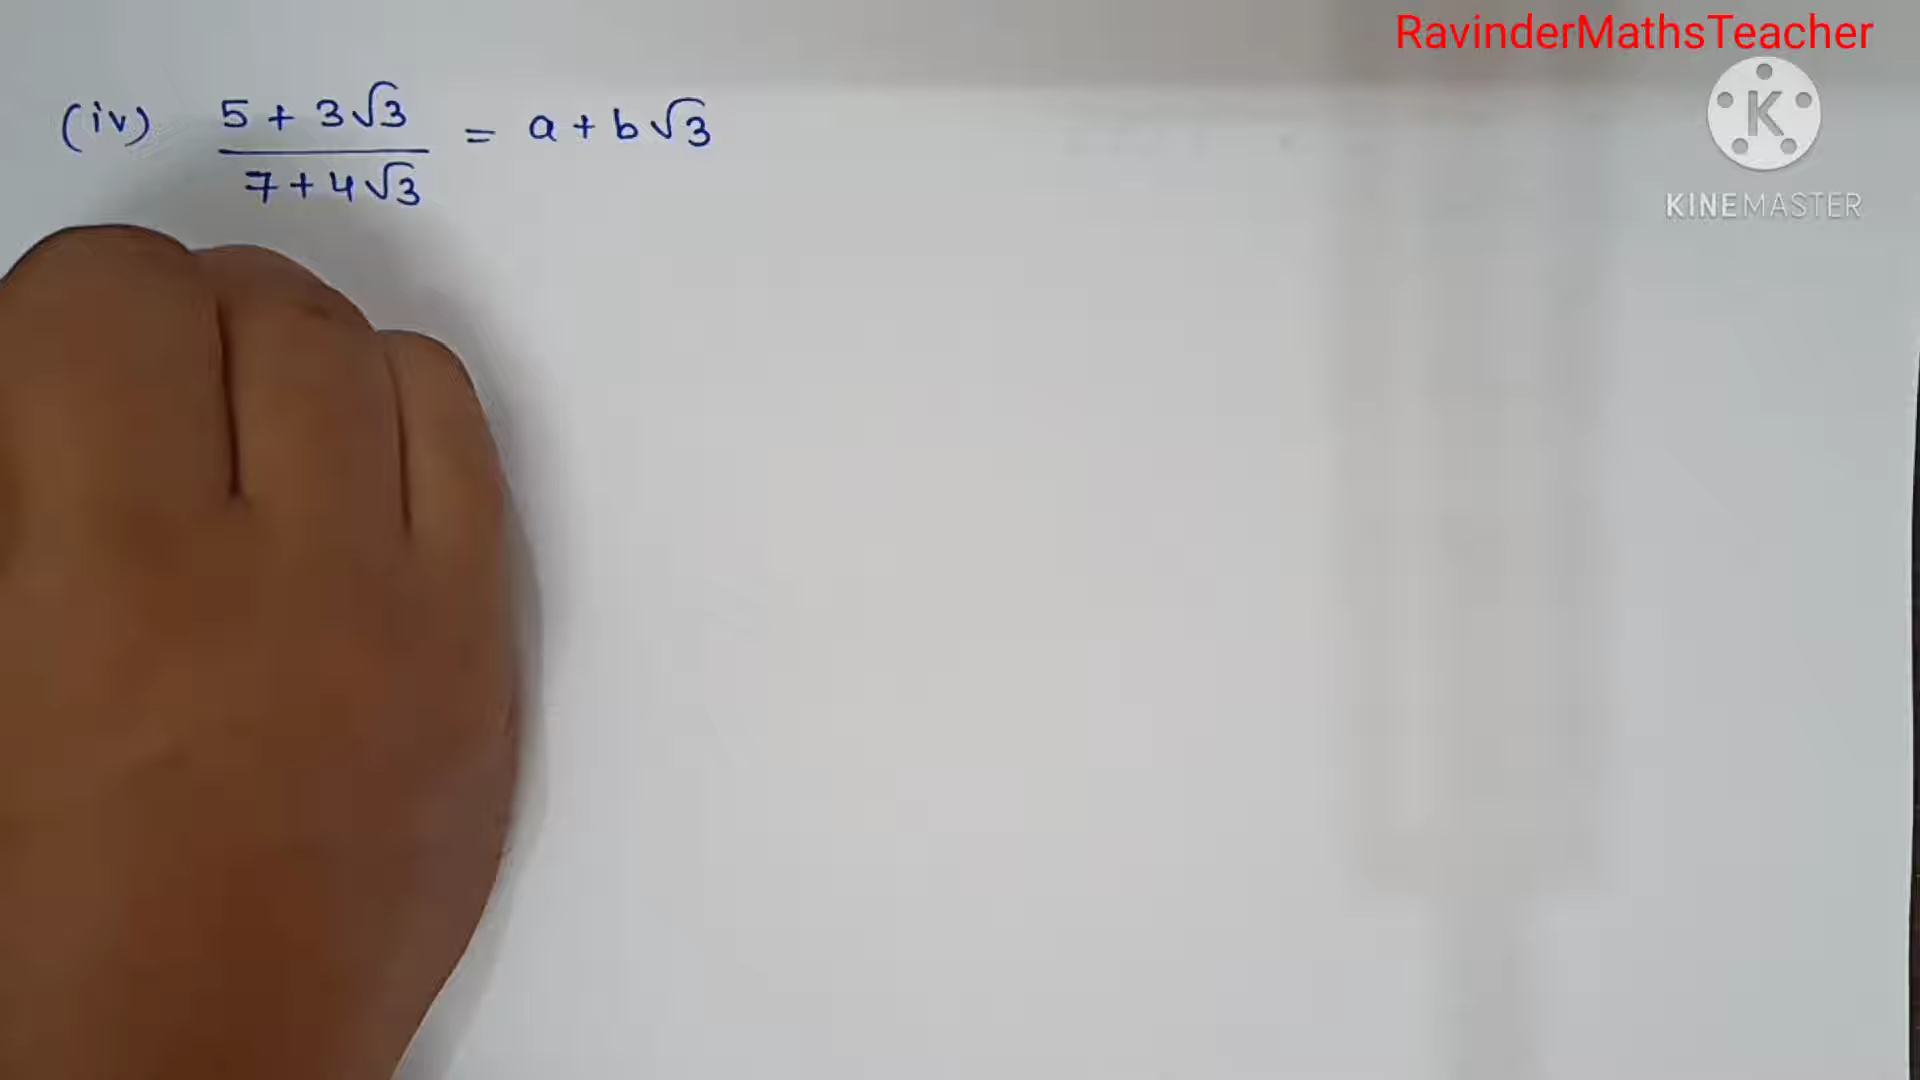 RavinderMathsTeacher
(iv) 5 + 3√3 = a + b√3
7 + 4√3
K
KINEMASTER